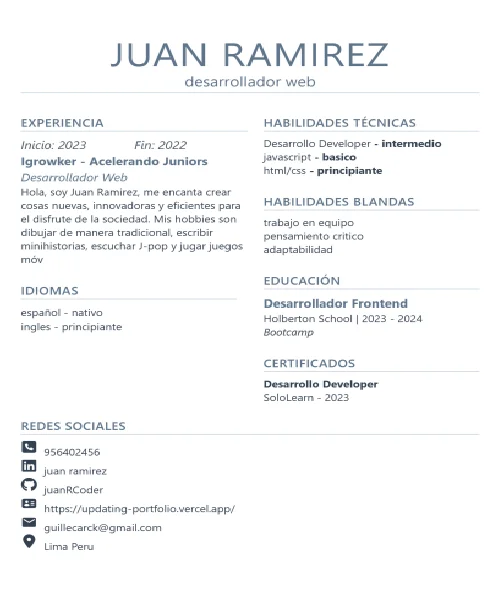 JUAN RAMIREZ
desarrollador web
EXPERIENCIA
Inicio: 2023 Fin: 2022
Igrowker - Acelerando Juniors
Desarrollador Web
Hola, soy Juan Ramirez, me encanta crear
cosas nuevas, innovadoras y eficientes para
el disfrute de la sociedad. Mis hobbies son
dibujar de manera tradicional, escribir
minihistorias, escuchar J-pop y jugar juegos
móv
IDIOMAS
español - nativo
ingles - principiante
HABILIDADES TÉCNICAS
Desarrollo Developer - intermedio
javascript - basico
html/css - principiante
HABILIDADES BLANDAS
trabajo en equipo
pensamiento critico
adaptabilidad
EDUCACIÓN
Desarrollador Frontend
Holberton School | 2023 - 2024
Bootcamp
CERTIFICADOS
Desarrollo Developer
SoloLearn - 2023
REDES SOCIALES
956402456
juan ramirez
juanRCoder
https://updating-portfolio.vercel.app/
guillecarck@gmail.com
Lima Peru